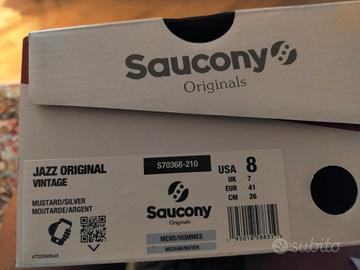 Saucony
Originals
JAZZ ORIGINAL
VINTAGE
MUSTARD/SILVER
MOUTARDE/ARGENT
S70368-210
Saucony
Originals
MENS/HOMMES
MEDIUM/MOYEN
USA 8
UK 7
EUR 41
CM 26
subito